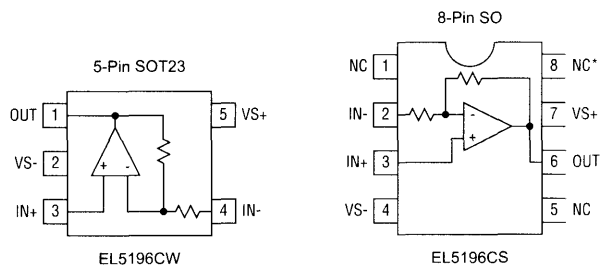 5-Pin SOT23
OUT 1
5 VS+
VS- 2
+ -
IN+ 3
4 IN-
EL5196CW
8-Pin SO
NC 1
8 NC*
IN- 2
-
7 VS+
+
IN+ 3
6 OUT
VS- 4
5 NC
EL5196CS